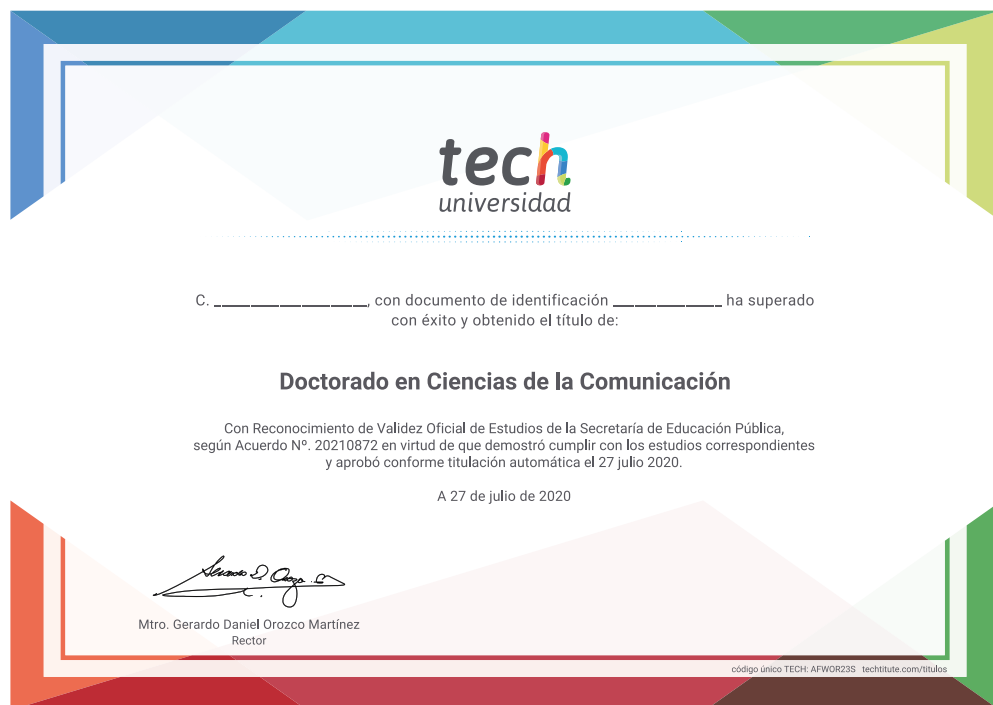 tech
universidad
C. ____________________, con documento de identificación ______________ ha superado
con éxito y obtenido el título de:
Doctorado en Ciencias de la Comunicación
Con Reconocimiento de Validez Oficial de Estudios de la Secretaría de Educación Pública,
según Acuerdo Nº. 20210872 en virtud de que demostró cumplir con los estudios correspondientes
y aprobó conforme titulación automática el 27 julio 2020.
A 27 de julio de 2020
Mtro. Gerardo Daniel Orozco Martínez
Rector
código único TECH: AFWOR23S techtitute.com/titulos